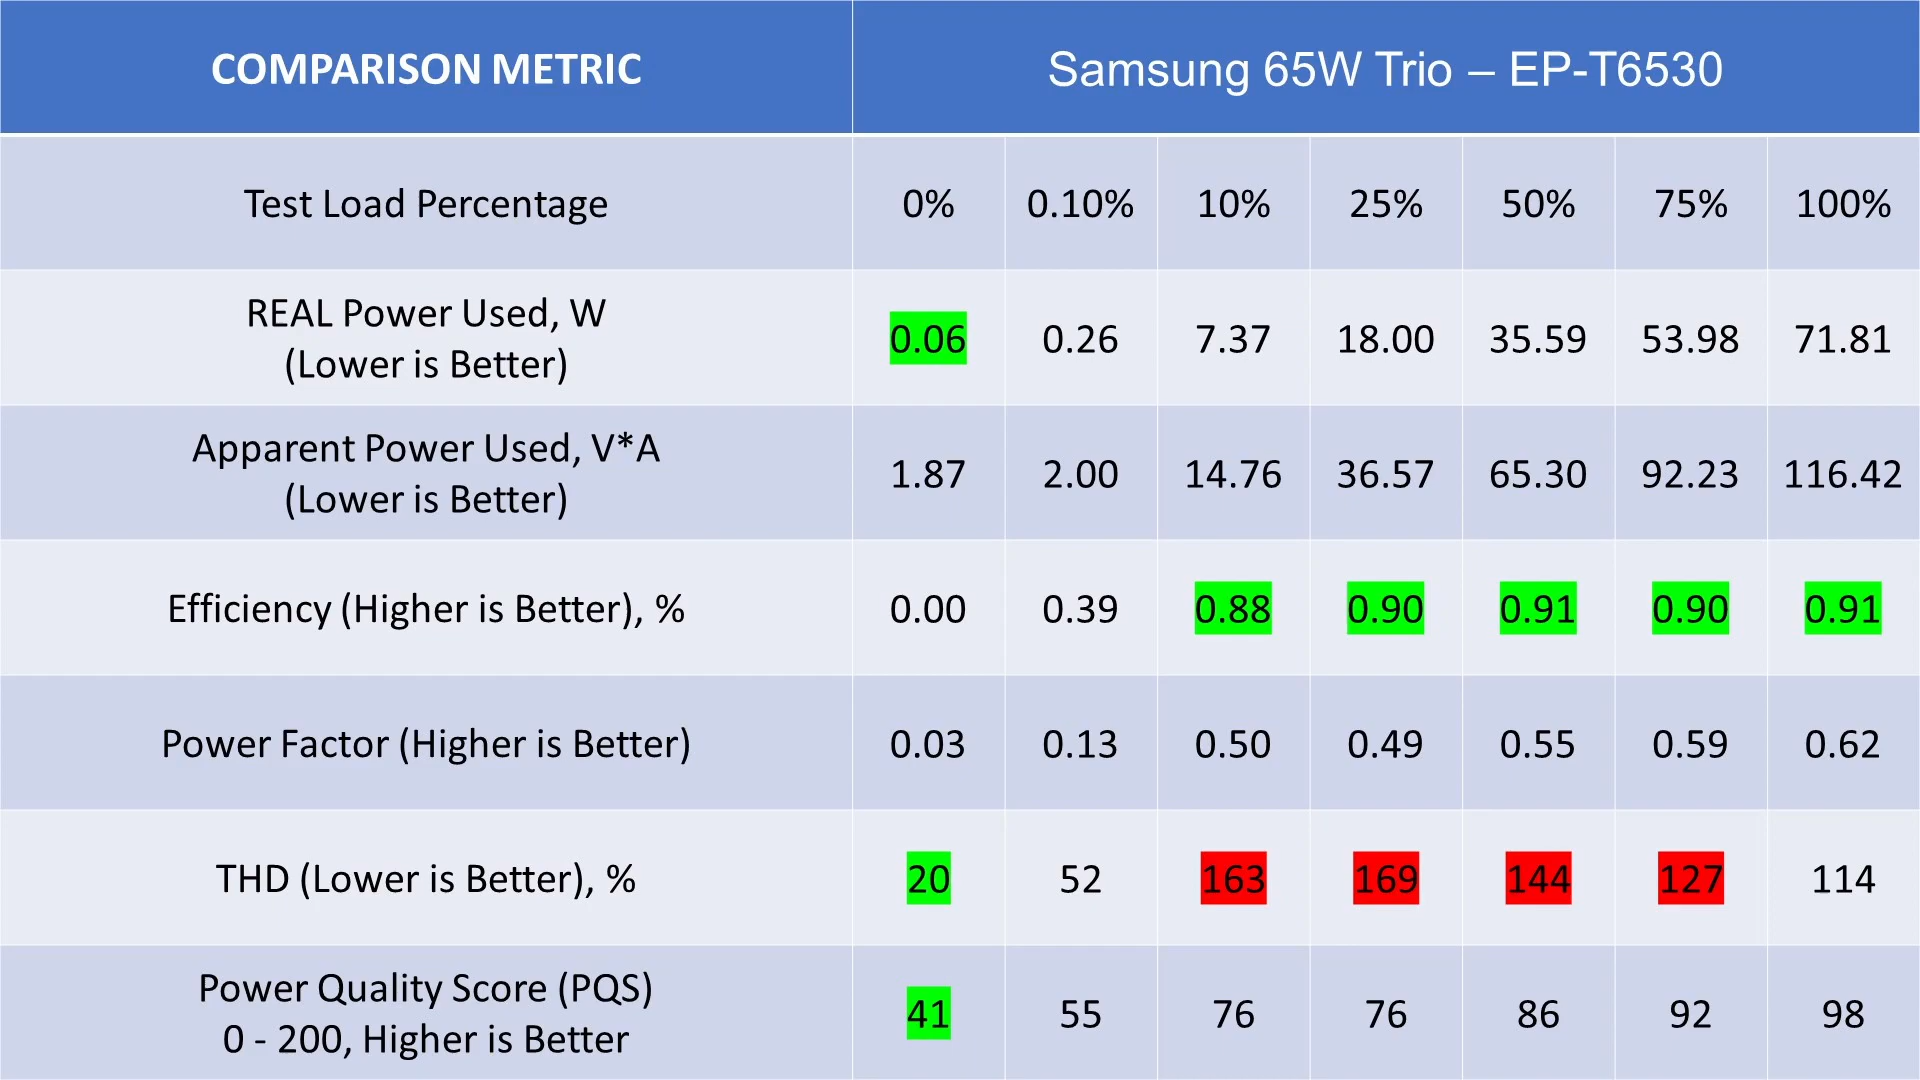 COMPARISON METRIC Samsung 65W Trio – EP-T6530
Test Load Percentage 0% 0.10% 10% 25% 50% 75% 100%
REAL Power Used, W
(Lower is Better) 0.06 0.26 7.37 18.00 35.59 53.98 71.81
Apparent Power Used, V*A
(Lower is Better) 1.87 2.00 14.76 36.57 65.30 92.23 116.42
Efficiency (Higher is Better), % 0.00 0.39 0.88 0.90 0.91 0.90 0.91
Power Factor (Higher is Better) 0.03 0.13 0.50 0.49 0.55 0.59 0.62
THD (Lower is Better), % 20 52 163 169 144 127 114
Power Quality Score (PQS)
0 - 200, Higher is Better 41 55 76 76 86 92 98